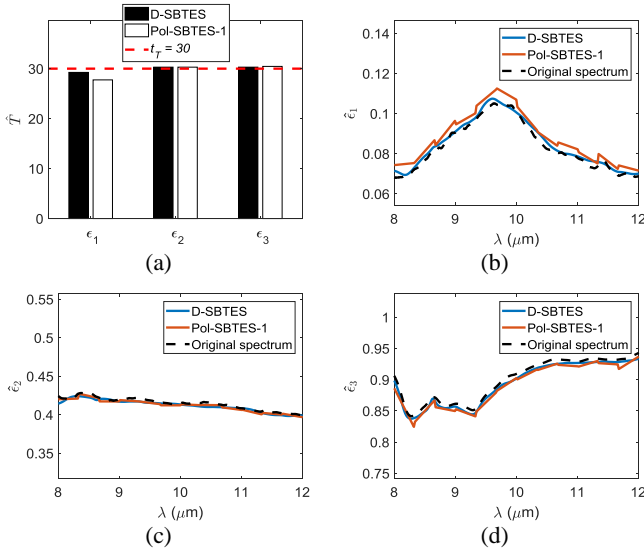 D-SBTES
Pol-SBTES-1
t_T = 30
40
30
20
10
0
T̂
ϵ1 ϵ2 ϵ3
(a)
D-SBTES
Pol-SBTES-1
Original spectrum
0.14
0.12
0.1
0.08
0.06
ϵ̂1
8 9 10 11 12
λ (μm)
(b)
D-SBTES
Pol-SBTES-1
Original spectrum
0.55
0.5
0.45
0.4
0.35
ϵ̂2
8 9 10 11 12
λ (μm)
(c)
D-SBTES
Pol-SBTES-1
Original spectrum
1
0.95
0.9
0.85
0.8
0.75
ϵ̂3
8 9 10 11 12
λ (μm)
(d)